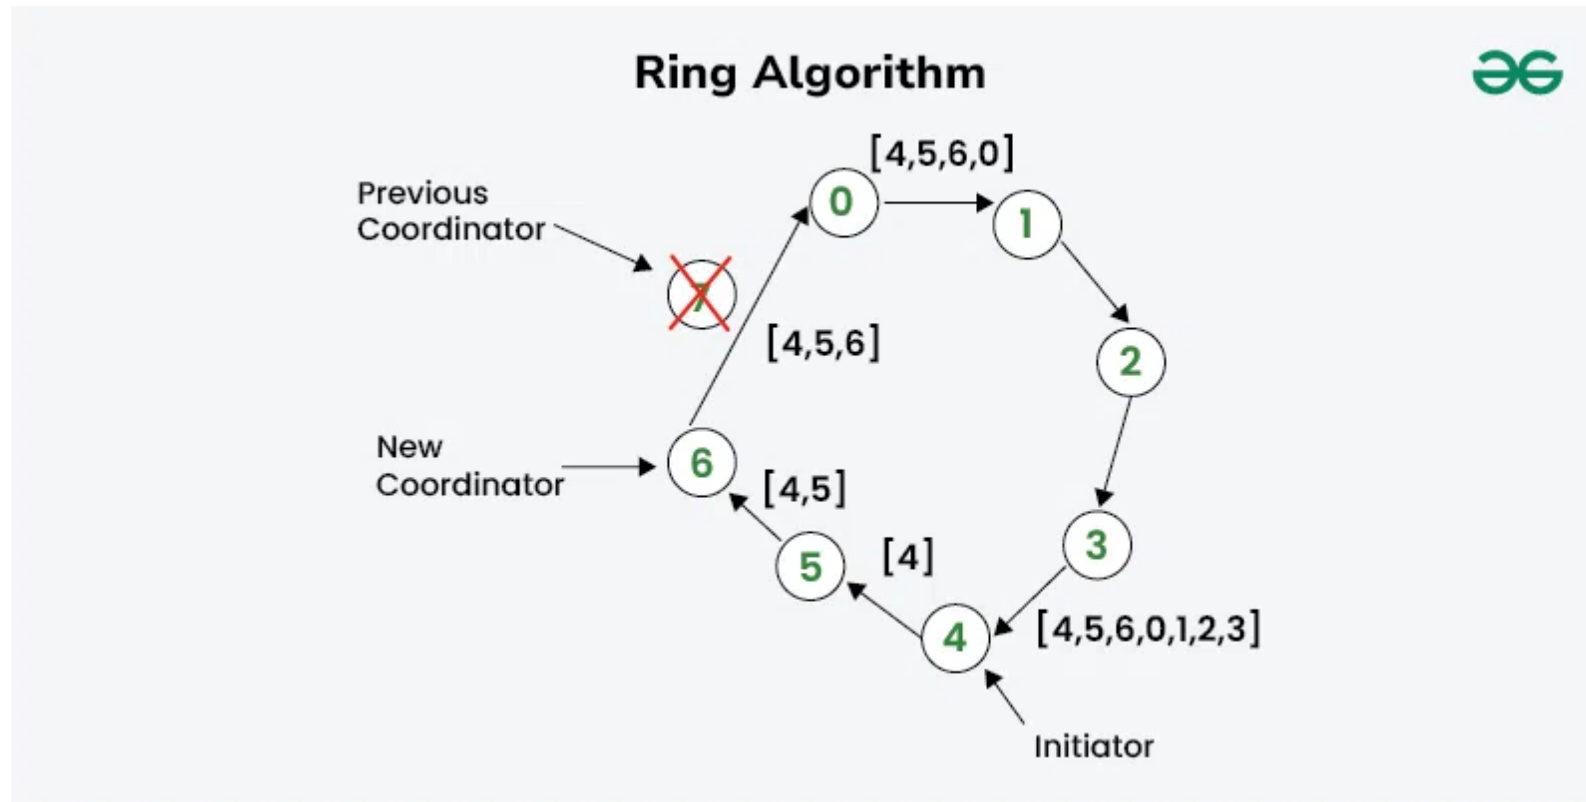 Ring Algorithm
[4,5,6,0]
0
1
Previous
Coordinator
7
[4,5,6]
2
New
Coordinator
6
[4,5]
5
[4]
3
4
[4,5,6,0,1,2,3]
Initiator